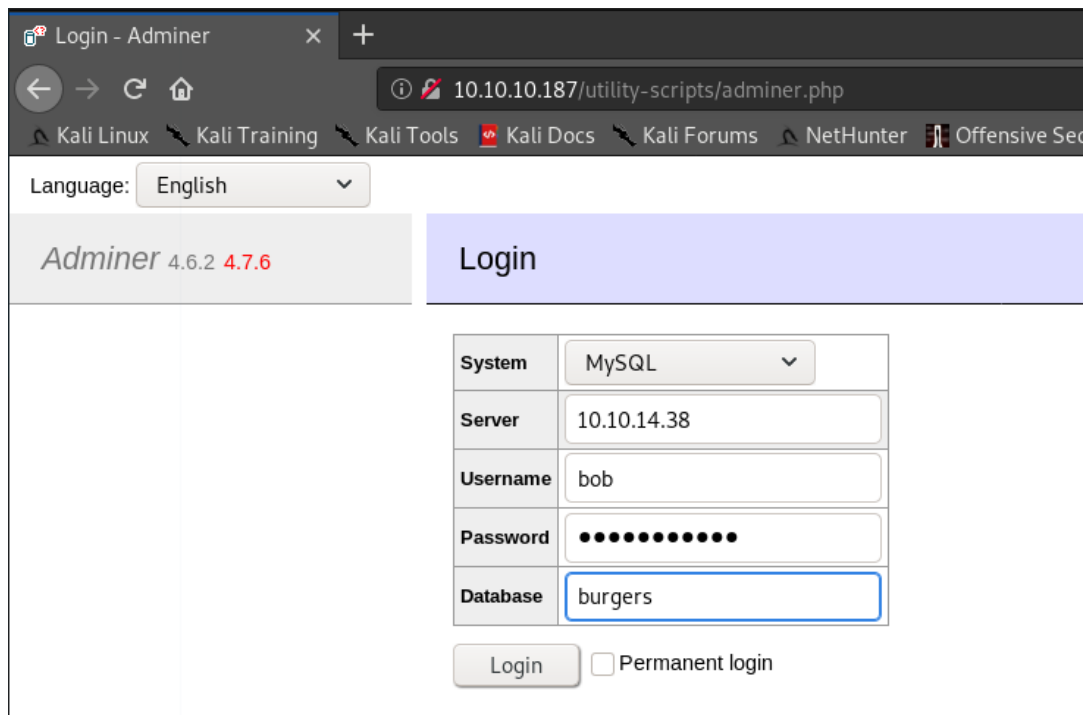 Login - Adminer
10.10.10.187/utility-scripts/adminer.php
Kali Linux Kali Training Kali Tools Kali Docs Kali Forums NetHunter Offensive Sec
Language: English
Adminer 4.6.2 4.7.6
Login
System MySQL
Server 10.10.14.38
Username bob
Password •••••••••••
Database burgers
Login Permanent login